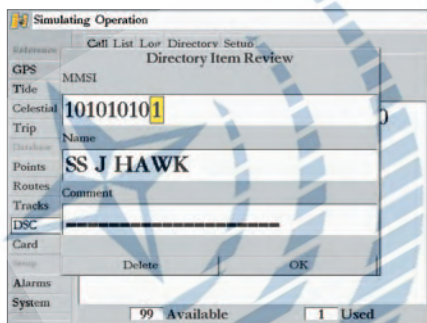 Simulating Operation
Call List Log Directory Setup
Reference
Directory Item Review
GPS
MMSI
Tide
Celestial
101010101
Trip
Name
Database
Points
SS J HAWK
Routes
Comment
Tracks
DSC
Card
Setup
Delete OK
Alarms
System
99 Available 1 Used